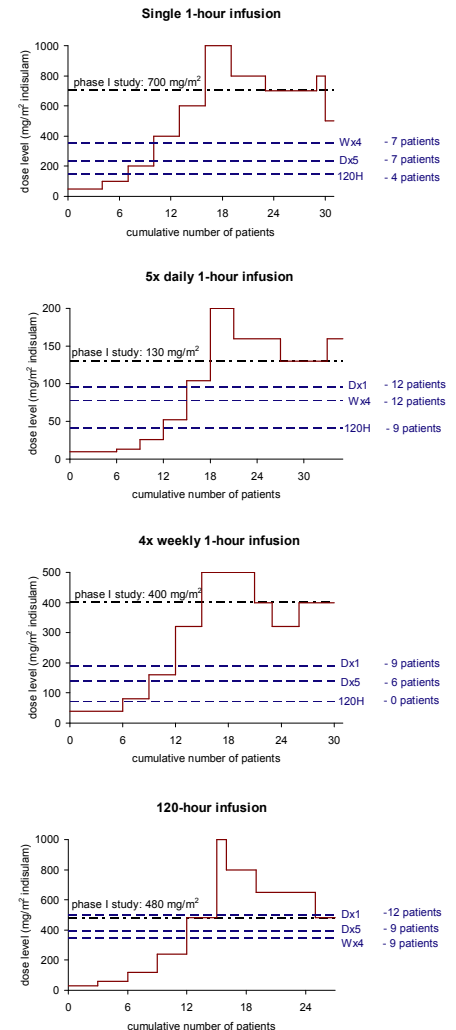 Single 1-hour infusion
dose level (mg/m² indisulam)
1000
800
600
400
200
0
phase I study: 700 mg/m²
Wx4 - 7 patients
Dx5 - 7 patients
120H - 4 patients
0 6 12 18 24 30
cumulative number of patients
5x daily 1-hour infusion
dose level (mg/m² indisulam)
200
150
100
50
0
phase I study: 130 mg/m²
Dx1 - 12 patients
Wx4 - 12 patients
120H - 9 patients
0 6 12 18 24 30
cumulative number of patients
4x weekly 1-hour infusion
dose level (mg/m² indisulam)
500
400
300
200
100
0
phase I study: 400 mg/m²
Dx1 - 9 patients
Dx5 - 6 patients
120H - 0 patients
0 6 12 18 24 30
cumulative number of patients
120-hour infusion
dose level (mg/m² indisulam)
1000
800
600
400
200
0
phase I study: 480 mg/m²
Dx1 -12 patients
Dx5 - 9 patients
Wx4 - 9 patients
0 6 12 18 24
cumulative number of patients